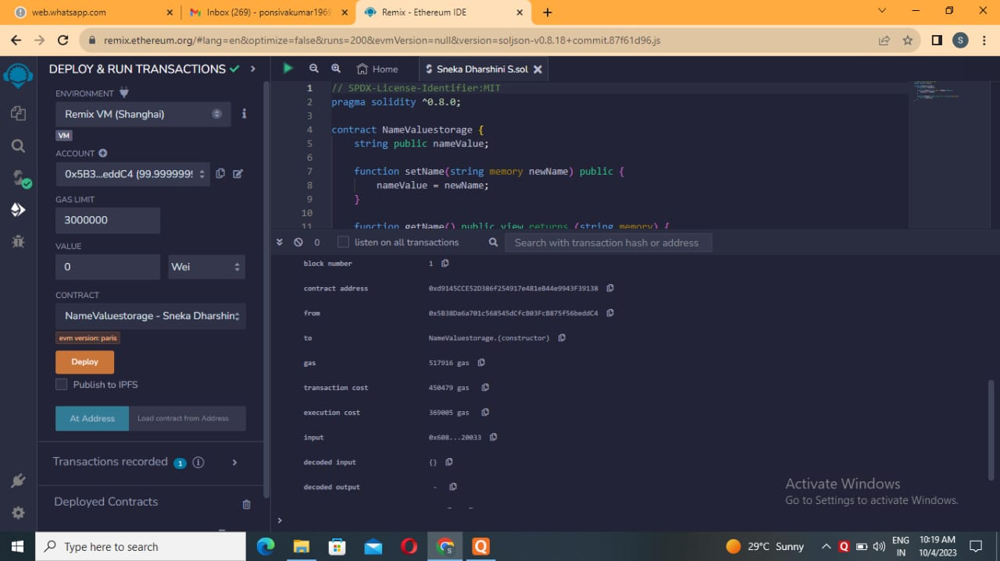 web.whatsapp.com
Inbox (269) - ponsivakumar1969
Remix - Ethereum IDE
remix.ethereum.org/#lang=en&optimize=false&runs=200&evmVersion=null&version=soljson-v0.8.18+commit.87f61d96.js
S
DEPLOY & RUN TRANSACTIONS
ENVIRONMENT
Remix VM (Shanghai)
VM
ACCOUNT
0x5B3...eddC4 (99.9999999
GAS LIMIT
3000000
VALUE
0
Wei
CONTRACT
NameValuestorage - Sneka Dharshin
evm version: paris
Deploy
Publish to IPFS
At Address
Load contract from Address
Transactions recorded 1
Deployed Contracts
Home
Sneka Dharshini S.sol
1 // SPDX-License-Identifier:MIT
2 pragma solidity ^0.8.0;
3
4 contract NameValuestorage {
5 string public nameValue;
6
7 function setName(string memory newName) public {
8 nameValue = newName;
9 }
10
11 function getName() public view returns (string memory) {
0
listen on all transactions
Search with transaction hash or address
block number 1
contract address 0xd9145CCE52D386f254917e481eB44e9943F39138
from 0x5B38Da6a701c568545dCfcB03FcB875f56beddC4
to NameValuestorage.(constructor)
gas 517916 gas
transaction cost 450479 gas
execution cost 369005 gas
input 0x608...20033
decoded input {}
decoded output -
>
Activate Windows
Go to Settings to activate Windows.
Type here to search
29°C Sunny
ENG
IN
10:19 AM
10/4/2023